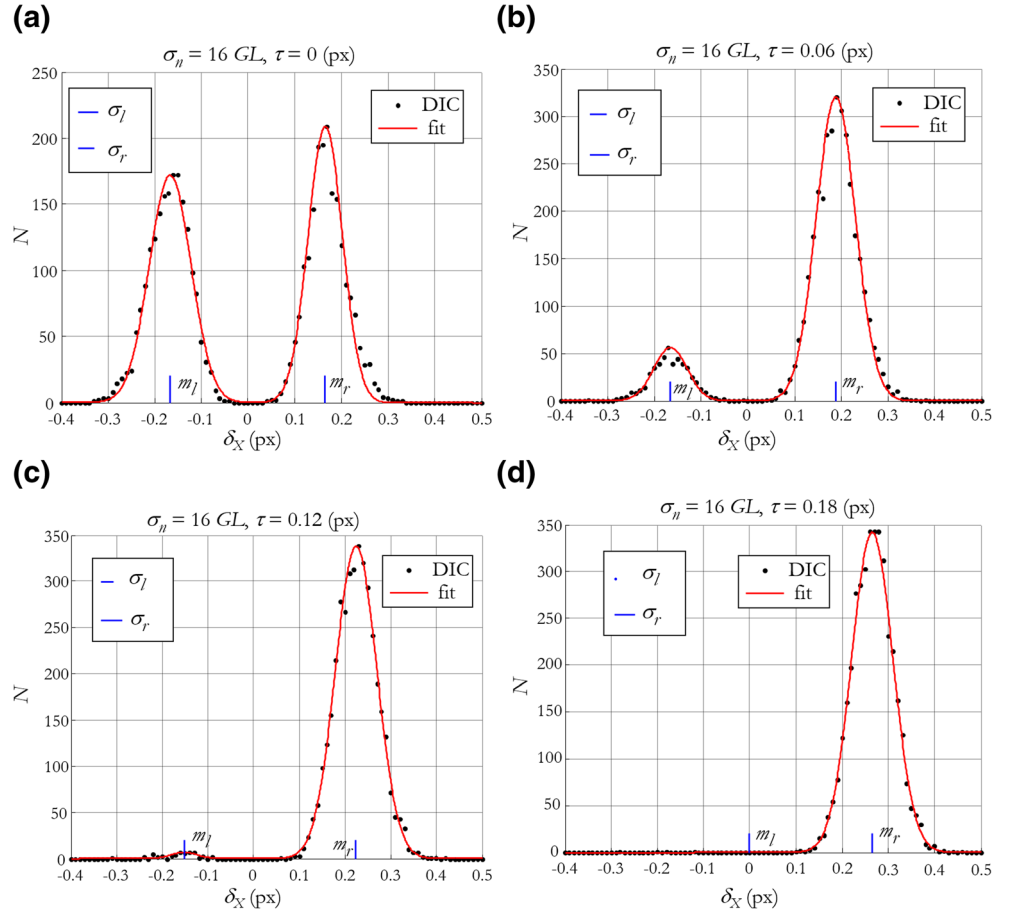 (a)
σn = 16 GL, τ = 0 (px)
250
200
150
100
50
0
N
σl
σr
DIC
fit
ml
mr
-0.4 -0.3 -0.2 -0.1 0 0.1 0.2 0.3 0.4 0.5
δX (px)
(b)
σn = 16 GL, τ = 0.06 (px)
350
300
250
200
150
100
50
0
N
σl
σr
DIC
fit
ml
mr
-0.4 -0.3 -0.2 -0.1 0 0.1 0.2 0.3 0.4 0.5
δX (px)
(c)
σn = 16 GL, τ = 0.12 (px)
350
300
250
200
150
100
50
0
N
σl
σr
DIC
fit
ml
mr
-0.4 -0.3 -0.2 -0.1 0 0.1 0.2 0.3 0.4 0.5
δX (px)
(d)
σn = 16 GL, τ = 0.18 (px)
350
300
250
200
150
100
50
0
N
σl
σr
DIC
fit
ml
mr
-0.4 -0.3 -0.2 -0.1 0 0.1 0.2 0.3 0.4 0.5
δX (px)